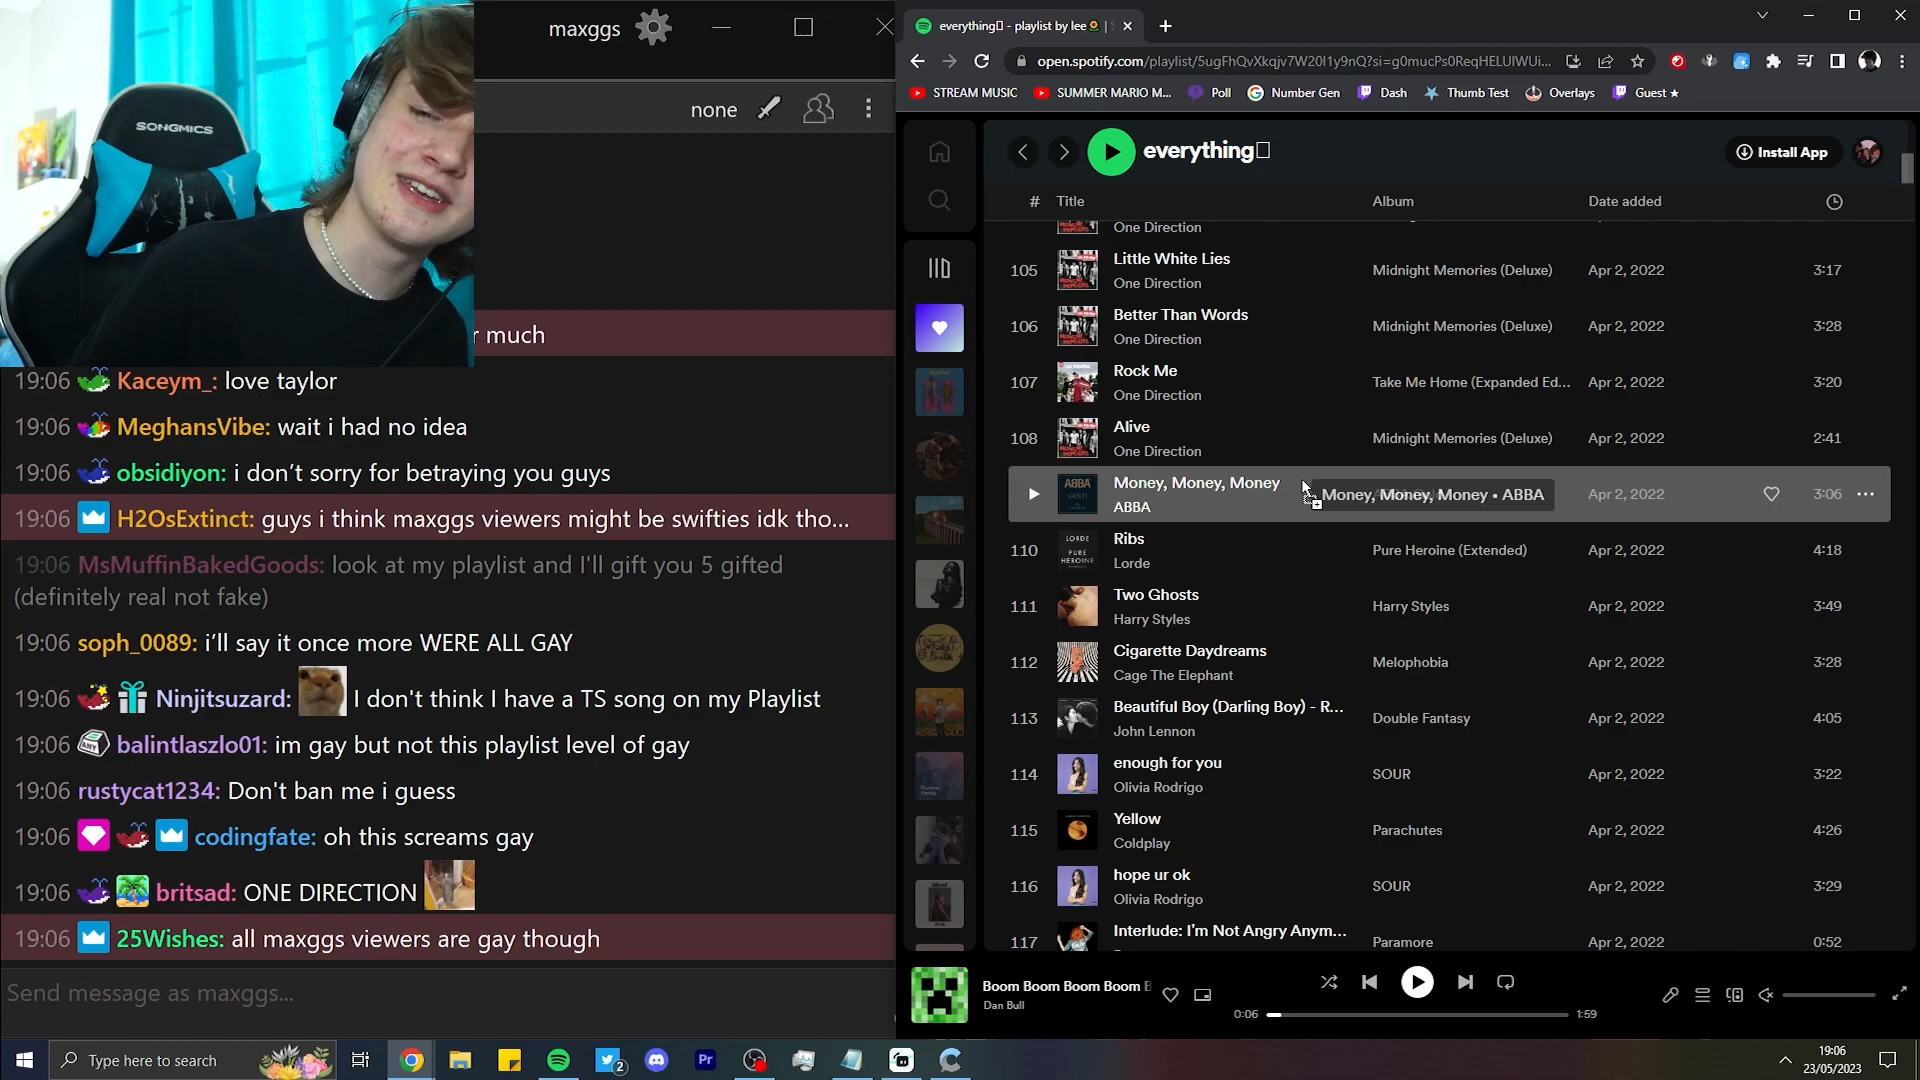 SONGMICS
maxggs
none
r much
19:06 Kaceym_: love taylor
19:06 MeghansVibe: wait i had no idea
19:06 obsidiyon: i don't sorry for betraying you guys
19:06 H2OsExtinct: guys i think maxggs viewers might be swifties idk tho...
19:06 MsMuffinBakedGoods: look at my playlist and I'll gift you 5 gifted
(definitely real not fake)
19:06 soph_0089: i'll say it once more WERE ALL GAY
19:06 Ninjitsuzard: I don't think I have a TS song on my Playlist
19:06 balintlaszlo01: im gay but not this playlist level of gay
19:06 rustycat1234: Don't ban me i guess
19:06 codingfate: oh this screams gay
19:06 britsad: ONE DIRECTION
19:06 25Wishes: all maxggs viewers are gay though
Send message as maxggs...
everything - playlist by lee
open.spotify.com/playlist/5ugFhQvXkqjv7W20I1y9nQ?si=g0mucPs0ReqHELUIWUi...
STREAM MUSIC SUMMER MARIO M... Poll Number Gen Dash Thumb Test Overlays Guest ★
everything Install App
# Title Album Date added
One Direction
105 Little White Lies Midnight Memories (Deluxe) Apr 2, 2022 3:17
One Direction
106 Better Than Words Midnight Memories (Deluxe) Apr 2, 2022 3:28
One Direction
107 Rock Me Take Me Home (Expanded Ed... Apr 2, 2022 3:20
One Direction
108 Alive Midnight Memories (Deluxe) Apr 2, 2022 2:41
One Direction
Money, Money, Money Money, Money, Money • ABBA Apr 2, 2022 3:06
ABBA
ABBA GOLD
110 Ribs Pure Heroine (Extended) Apr 2, 2022 4:18
Lorde
LORDE PURE HEROINE
111 Two Ghosts Harry Styles Apr 2, 2022 3:49
Harry Styles
112 Cigarette Daydreams Melophobia Apr 2, 2022 3:28
Cage The Elephant
113 Beautiful Boy (Darling Boy) - R... Double Fantasy Apr 2, 2022 4:05
John Lennon
114 enough for you SOUR Apr 2, 2022 3:22
Olivia Rodrigo
115 Yellow Parachutes Apr 2, 2022 4:26
Coldplay
116 hope ur ok SOUR Apr 2, 2022 3:29
Olivia Rodrigo
117 Interlude: I'm Not Angry Anym... Paramore Apr 2, 2022 0:52
Boom Boom Boom Boom
Dan Bull
0:06 1:59
Type here to search
2
Pr
19:06
23/05/2023